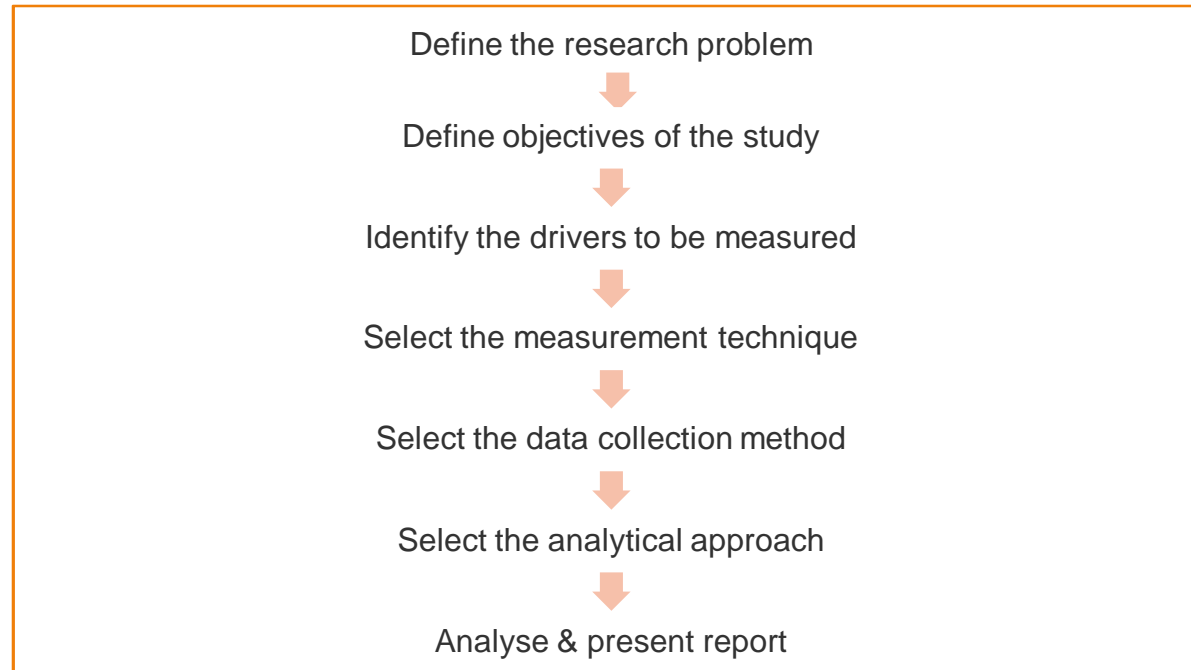 Define the research problem
Define objectives of the study
Identify the drivers to be measured
Select the measurement technique
Select the data collection method
Select the analytical approach
Analyse & present report